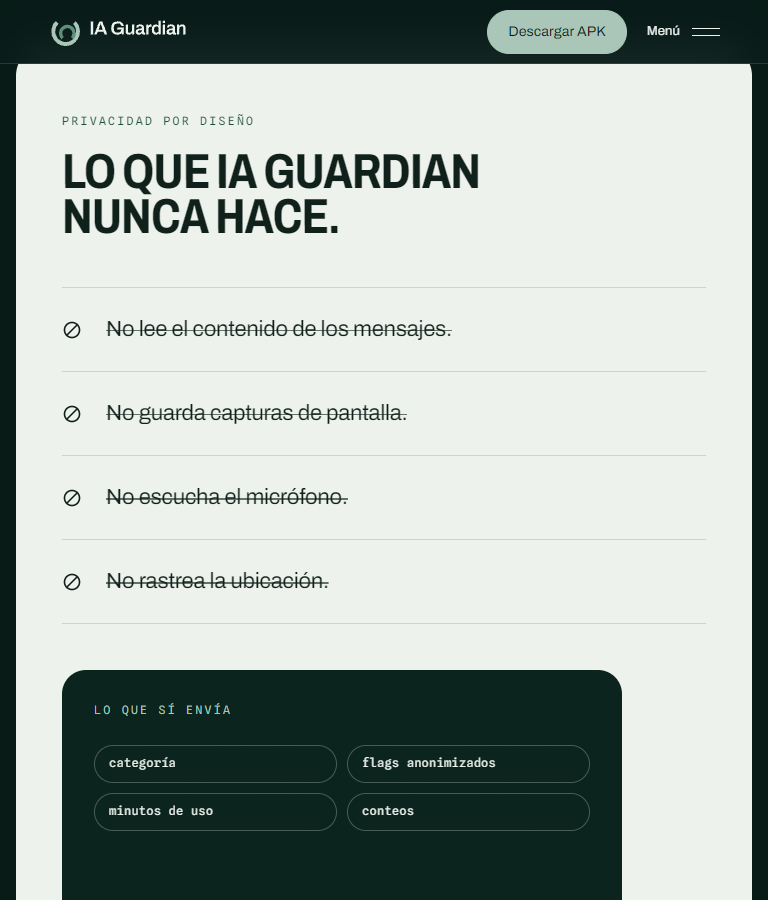 IA Guardian
Descargar APK
Menú
PRIVACIDAD POR DISEÑO
LO QUE IA GUARDIAN
NUNCA HACE.
No lee el contenido de los mensajes.
No guarda capturas de pantalla.
No escucha el micrófono.
No rastrea la ubicación.
LO QUE SÍ ENVÍA
categoría
flags anonimizados
minutos de uso
conteos